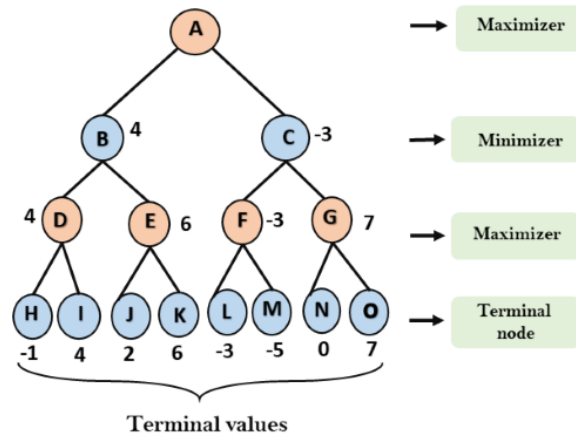 A
Maximizer
B
4
C
-3
Minimizer
4
D
E
6
F
-3
G
7
Maximizer
H
I
J
K
L
M
N
O
Terminal
node
-1
4
2
6
-3
-5
0
7
Terminal values